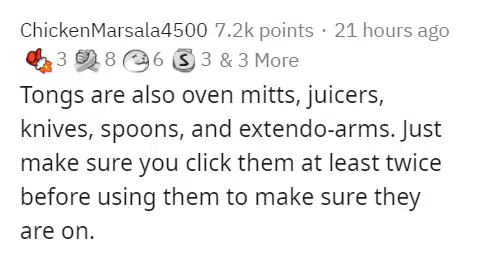 ChickenMarsala4500 7.2k points · 21 hours ago
3 8 6 S 3 & 3 More
Tongs are also oven mitts, juicers,
knives, spoons, and extendo-arms. Just
make sure you click them at least twice
before using them to make sure they
are on.